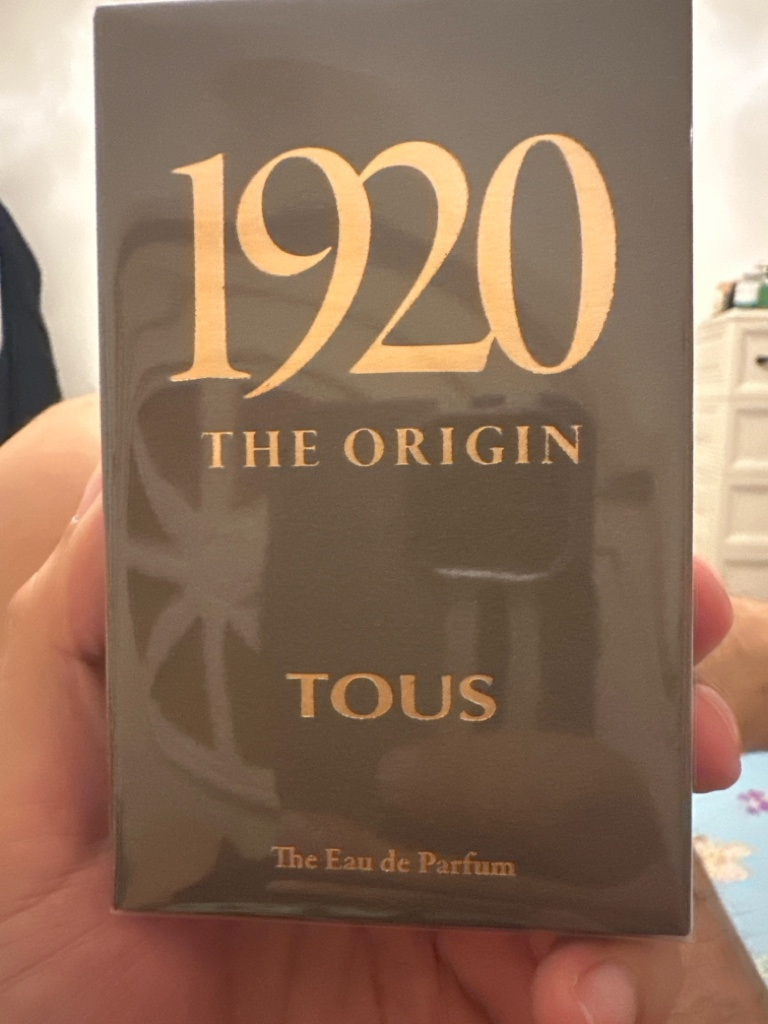 1920
THE ORIGIN
TOUS
The Eau de Parfum